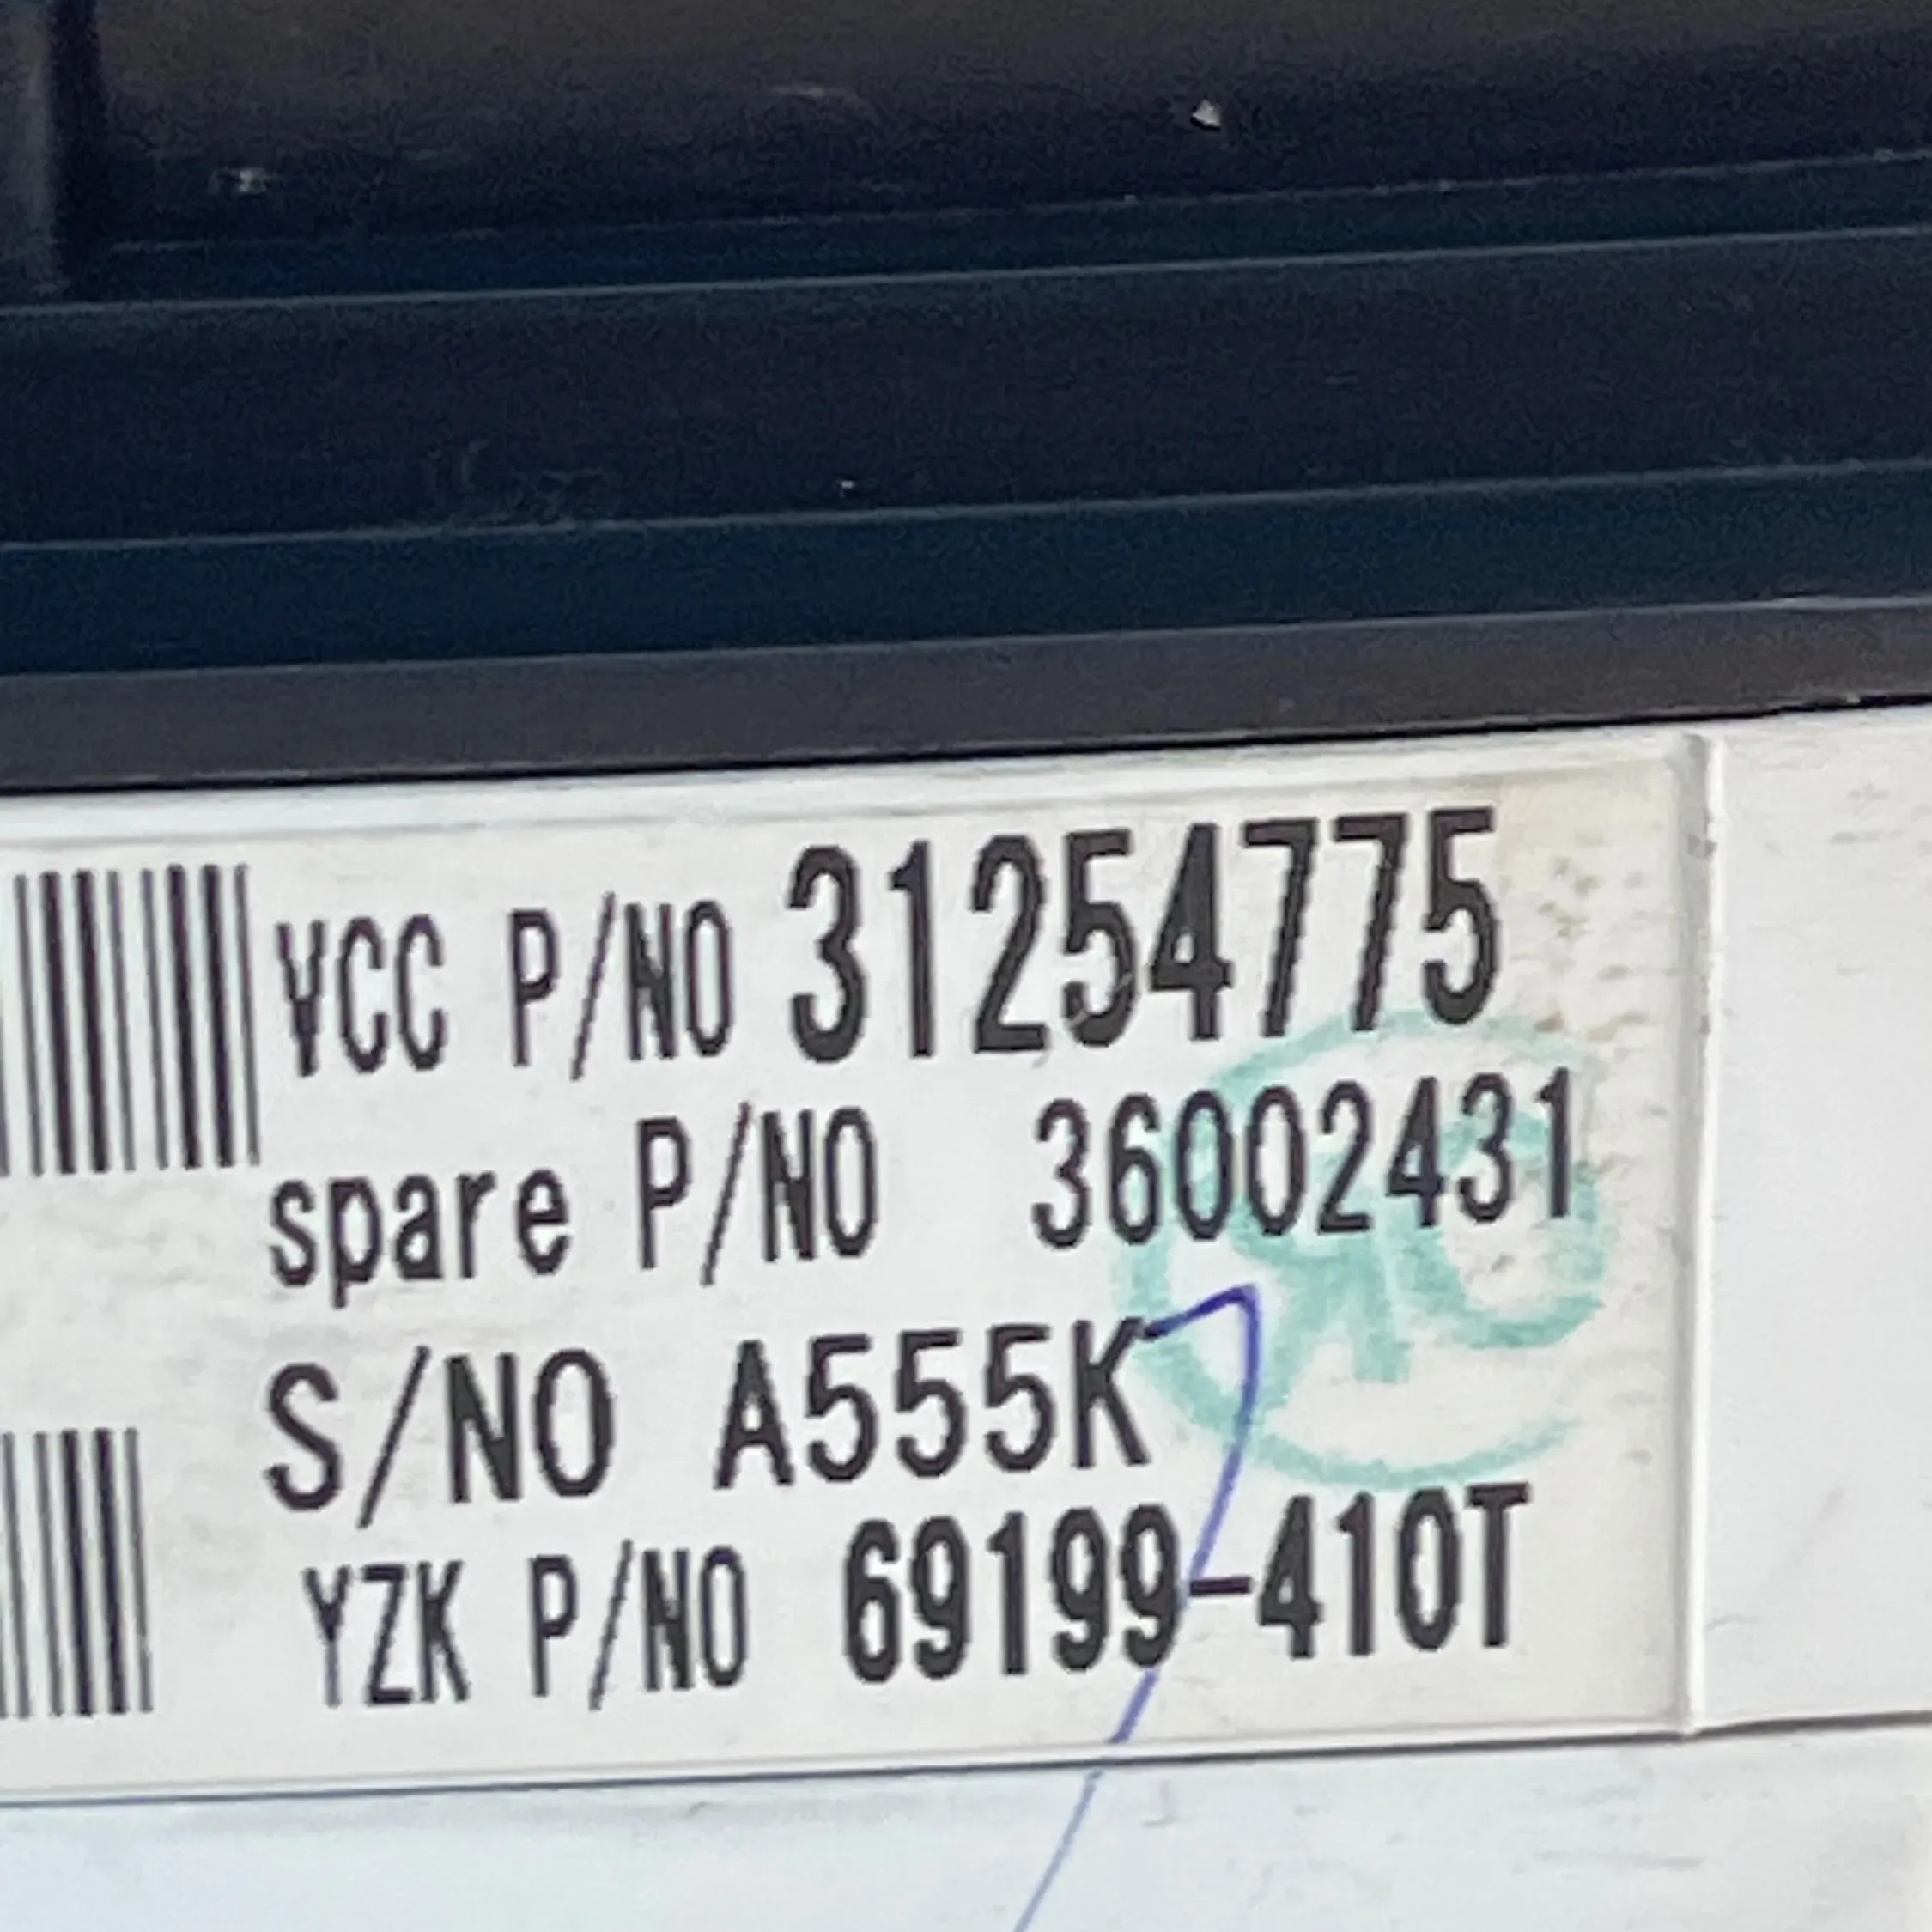 VCC P/NO 31254775
spare P/NO 36002431
S/NO A555K
YZK P/NO 69199-410T